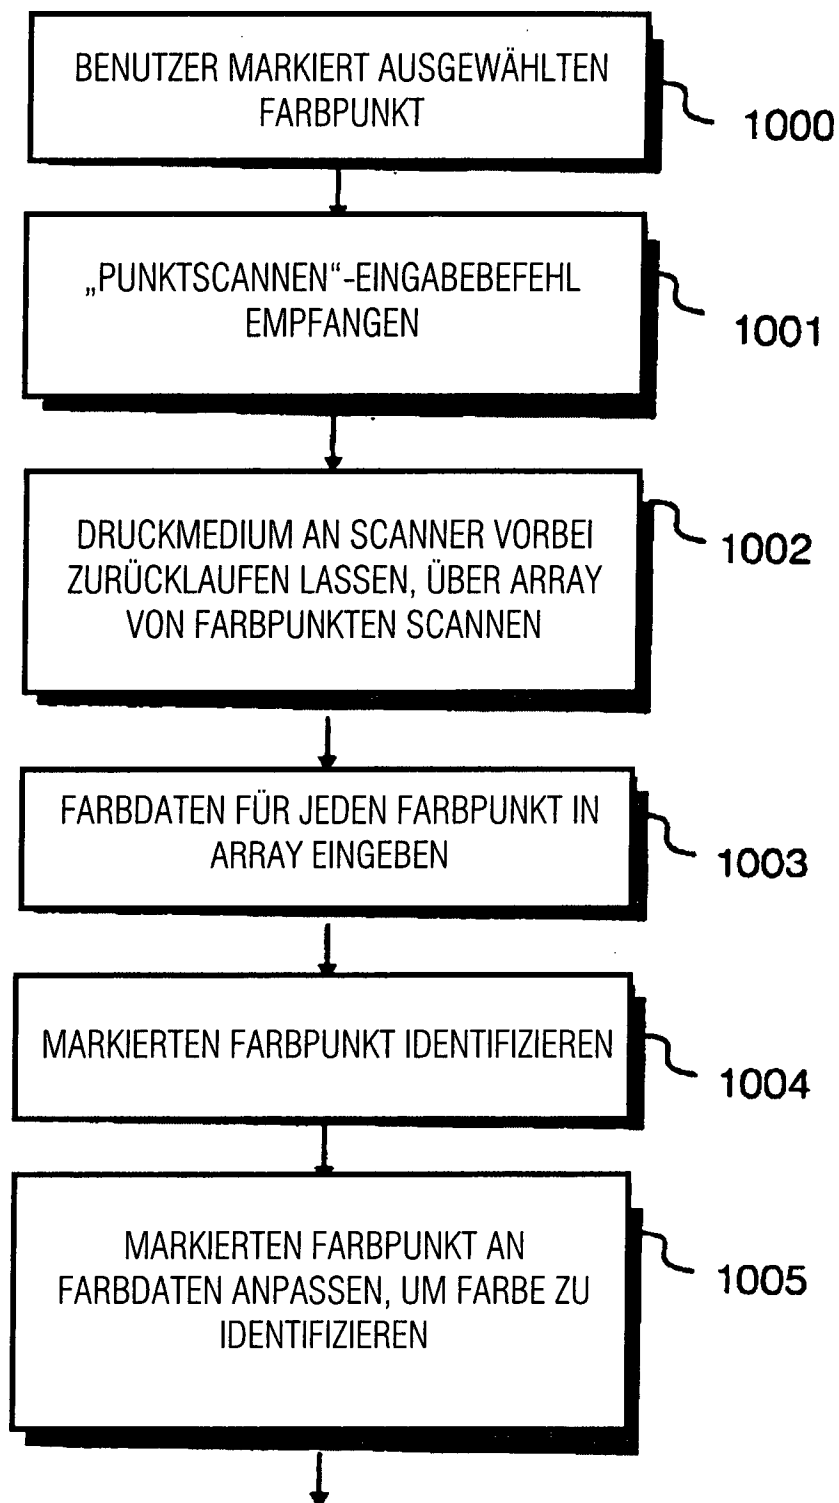 BENUTZER MARKIERT AUSGEWÄHLTEN
FARBPUNKT
1000
„PUNKTSCANNEN“-EINGABEBEFEHL
EMPFANGEN
1001
DRUCKMEDIUM AN SCANNER VORBEI
ZURÜCKLAUFEN LASSEN, ÜBER ARRAY
VON FARBPUNKTEN SCANNEN
1002
FARBDATEN FÜR JEDEN FARBPUNKT IN
ARRAY EINGEBEN
1003
MARKIERTEN FARBPUNKT IDENTIFIZIEREN
1004
MARKIERTEN FARBPUNKT AN
FARBDATEN ANPASSEN, UM FARBE ZU
IDENTIFIZIEREN
1005